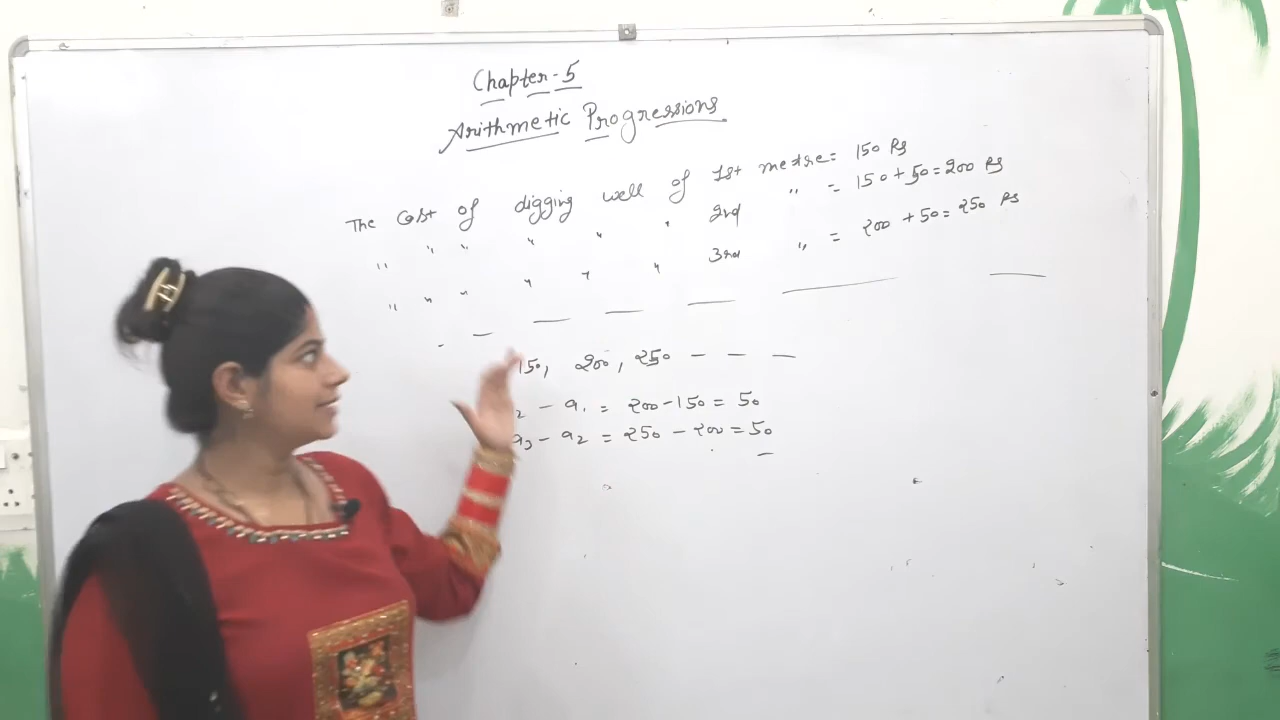 Chapter-5
Arithmetic Progressions
The Cost of digging well of 1st metre = 150 Rs
" " " " " " 2nd " = 150+50=200 Rs
" " " " " " 3rd " = 200+50=250 Rs
150, 200, 250 - - -
2 - a1 = 200-150 = 50
a3 - a2 = 250-200 = 50